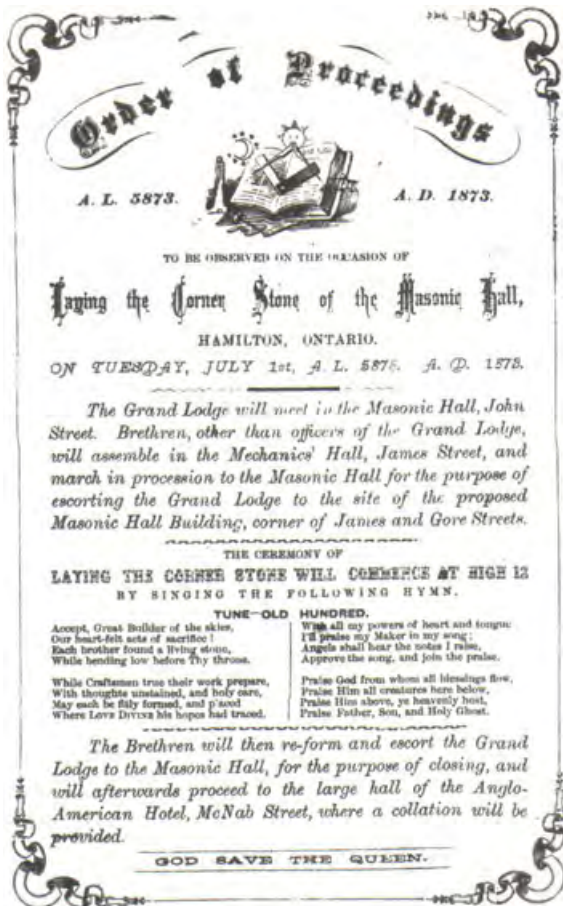 Order of Proceedings
A. L. 5873.
A. D. 1873.
TO BE OBSERVED ON THE OCCASION OF
Laying the Corner Stone of the Masonic Hall,
HAMILTON, ONTARIO.
ON TUESDAY, JULY 1st, A. L. 5873. A. D. 1873.
The Grand Lodge will meet in the Masonic Hall, John
Street. Brethren, other than officers of the Grand Lodge,
will assemble in the Mechanics' Hall, James Street, and
march in procession to the Masonic Hall for the purpose of
escorting the Grand Lodge to the site of the proposed
Masonic Hall Building, corner of James and Gore Streets.
THE CEREMONY OF
LAYING THE CORNER STONE WILL COMMENCE AT HIGH 12
BY SINGING THE FOLLOWING HYMN.
TUNE—OLD HUNDRED.
Accept, Great Builder of the skies,
Our heart-felt acts of sacrifice !
Each brother found a living stone,
While bending low before Thy throne.
While Craftsmen true their work prepare,
With thoughts unstained, and holy care,
May each be fitly formed, and placed
Where LOVE DIVINE his hopes had traced.
With all my powers of heart and tongue
I'll praise my Maker in my song ;
Angels shall hear the notes I raise,
Approve the song, and join the praise.
Praise God from whom all blessings flow,
Praise Him all creatures here below,
Praise Him above, ye heavenly host,
Praise Father, Son, and Holy Ghost.
The Brethren will then re-form and escort the Grand
Lodge to the Masonic Hall, for the purpose of closing, and
will afterwards proceed to the large hall of the Anglo-
American Hotel, McNab Street, where a collation will be
provided.
GOD SAVE THE QUEEN.